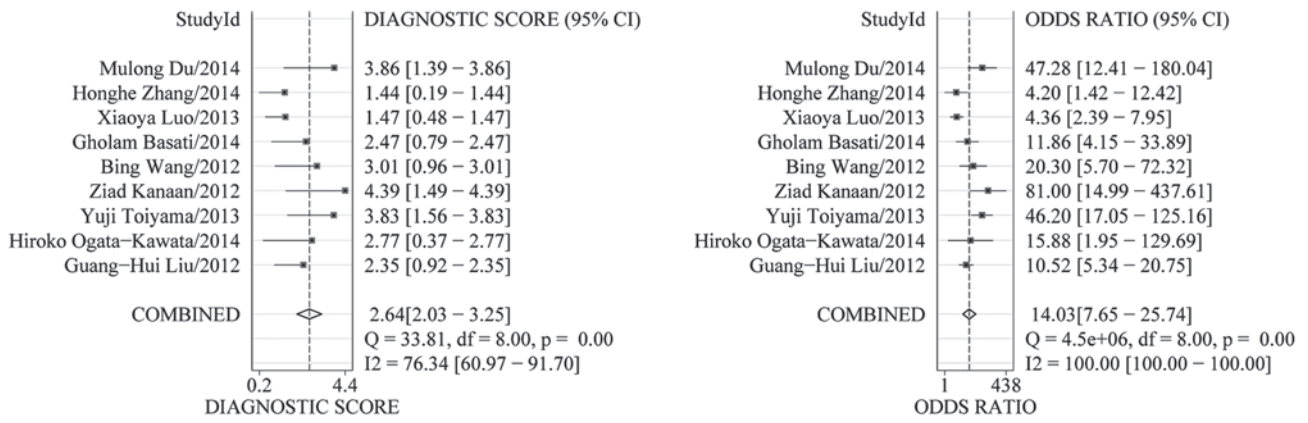 StudyId DIAGNOSTIC SCORE (95% CI)
Mulong Du/2014 3.86 [1.39 − 3.86]
Honghe Zhang/2014 1.44 [0.19 − 1.44]
Xiaoya Luo/2013 1.47 [0.48 − 1.47]
Gholam Basati/2014 2.47 [0.79 − 2.47]
Bing Wang/2012 3.01 [0.96 − 3.01]
Ziad Kanaan/2012 4.39 [1.49 − 4.39]
Yuji Toiyama/2013 3.83 [1.56 − 3.83]
Hiroko Ogata−Kawata/2014 2.77 [0.37 − 2.77]
Guang−Hui Liu/2012 2.35 [0.92 − 2.35]
COMBINED 2.64[2.03 − 3.25]
Q = 33.81, df = 8.00, p = 0.00
I2 = 76.34 [60.97 − 91.70]
0.2 4.4
DIAGNOSTIC SCORE
StudyId ODDS RATIO (95% CI)
Mulong Du/2014 47.28 [12.41 − 180.04]
Honghe Zhang/2014 4.20 [1.42 − 12.42]
Xiaoya Luo/2013 4.36 [2.39 − 7.95]
Gholam Basati/2014 11.86 [4.15 − 33.89]
Bing Wang/2012 20.30 [5.70 − 72.32]
Ziad Kanaan/2012 81.00 [14.99 − 437.61]
Yuji Toiyama/2013 46.20 [17.05 − 125.16]
Hiroko Ogata−Kawata/2014 15.88 [1.95 − 129.69]
Guang−Hui Liu/2012 10.52 [5.34 − 20.75]
COMBINED 14.03[7.65 − 25.74]
Q = 4.5e+06, df = 8.00, p = 0.00
I2 = 100.00 [100.00 − 100.00]
1 438
ODDS RATIO